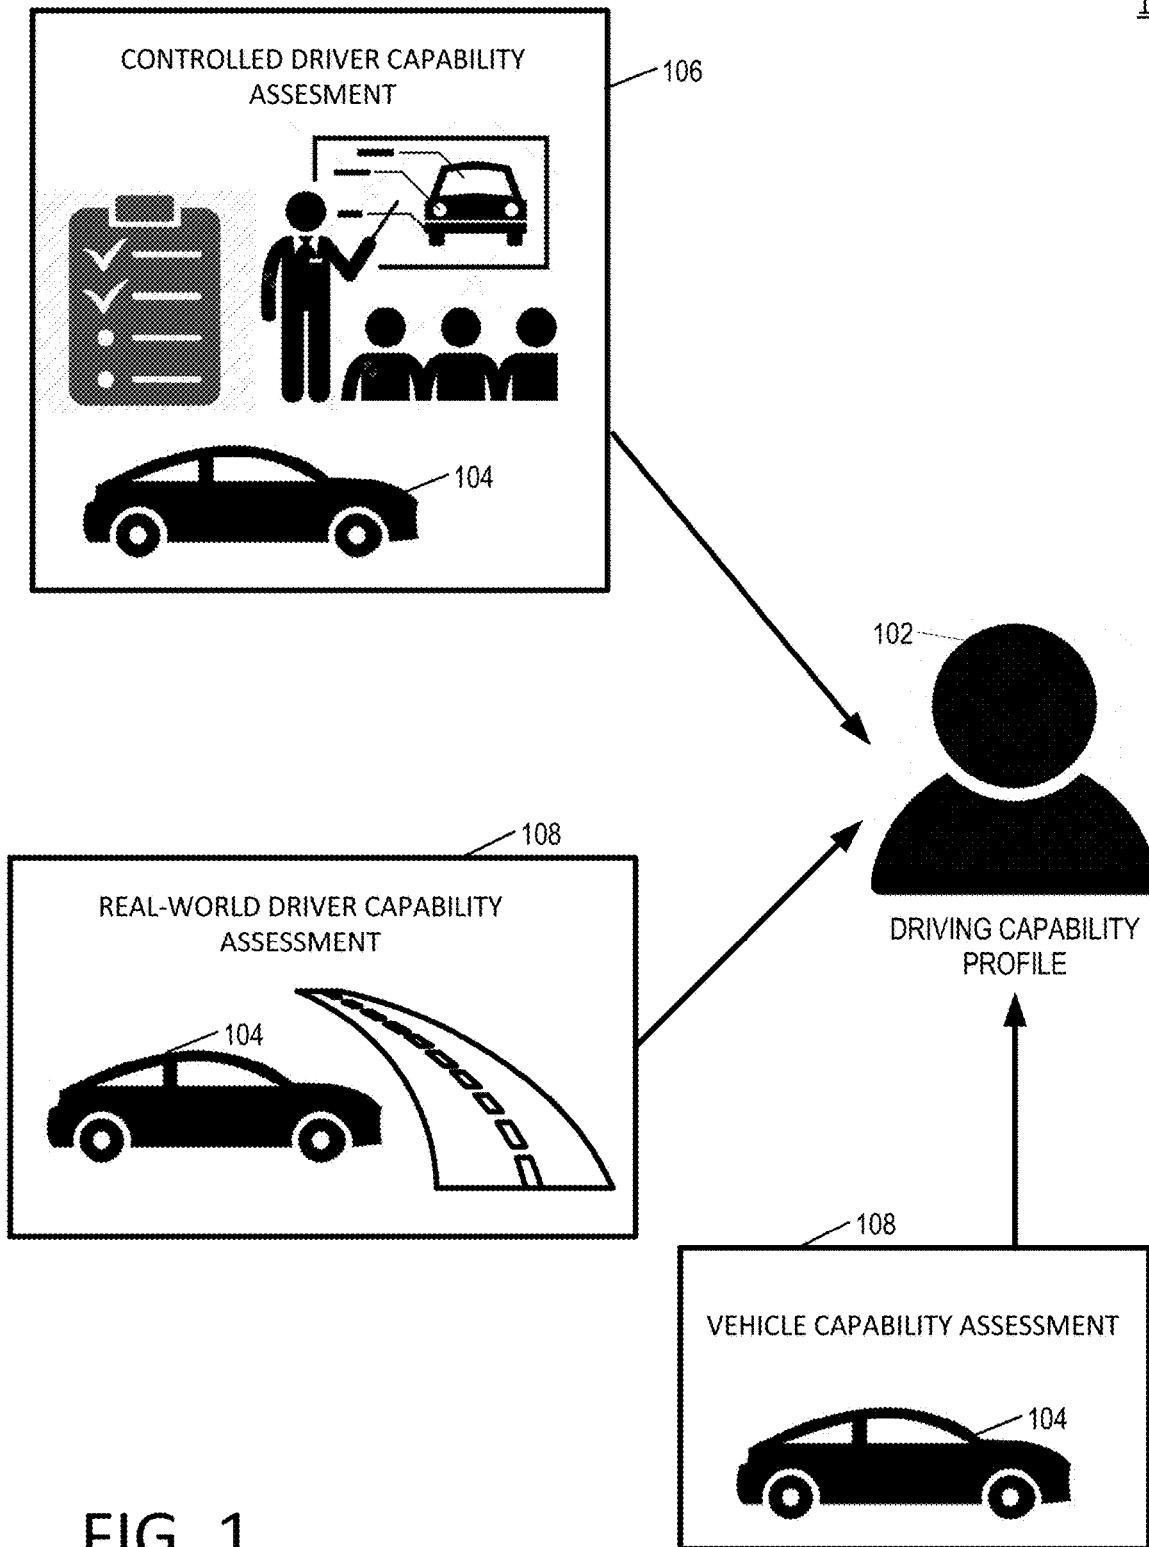 CONTROLLED DRIVER CAPABILITY
ASSESMENT
106
104
102
DRIVING CAPABILITY
PROFILE
108
REAL-WORLD DRIVER CAPABILITY
ASSESSMENT
104
108
VEHICLE CAPABILITY ASSESSMENT
104
FIG. 1